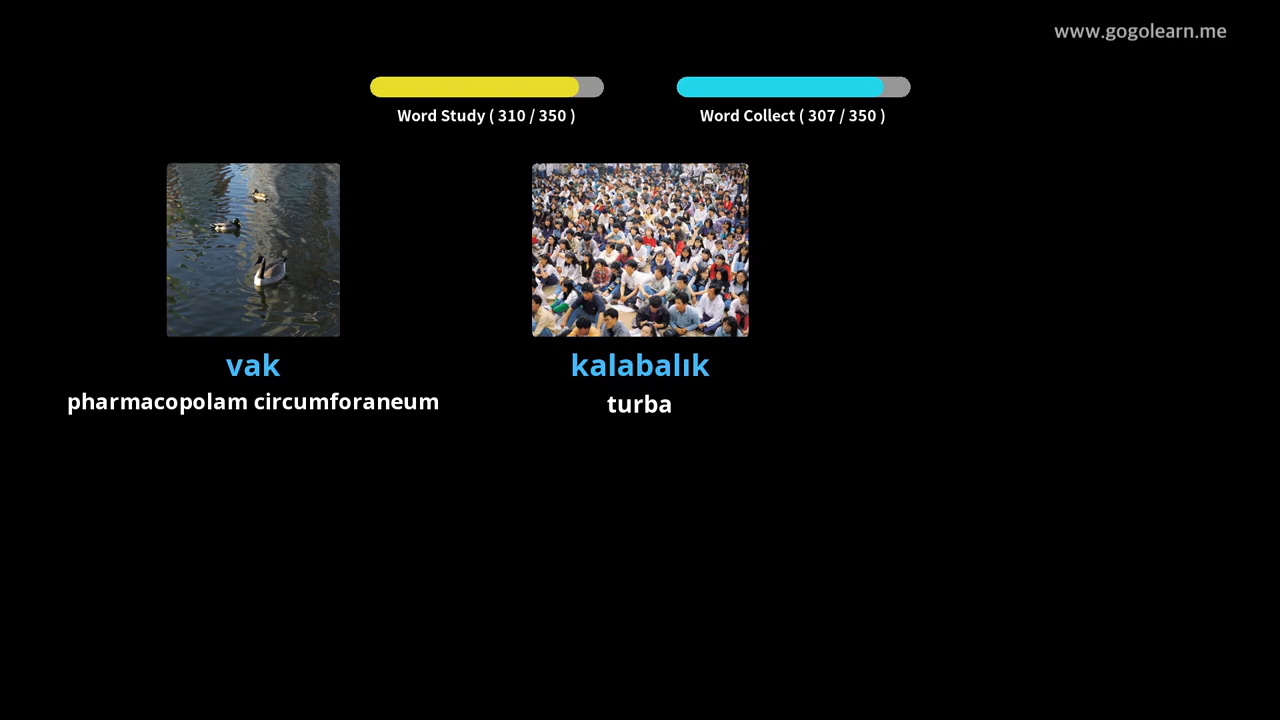 www.gogolearn.me
Word Study ( 310 / 350 )
Word Collect ( 307 / 350 )
vak
pharmacopolam circumforaneum
kalabalık
turba